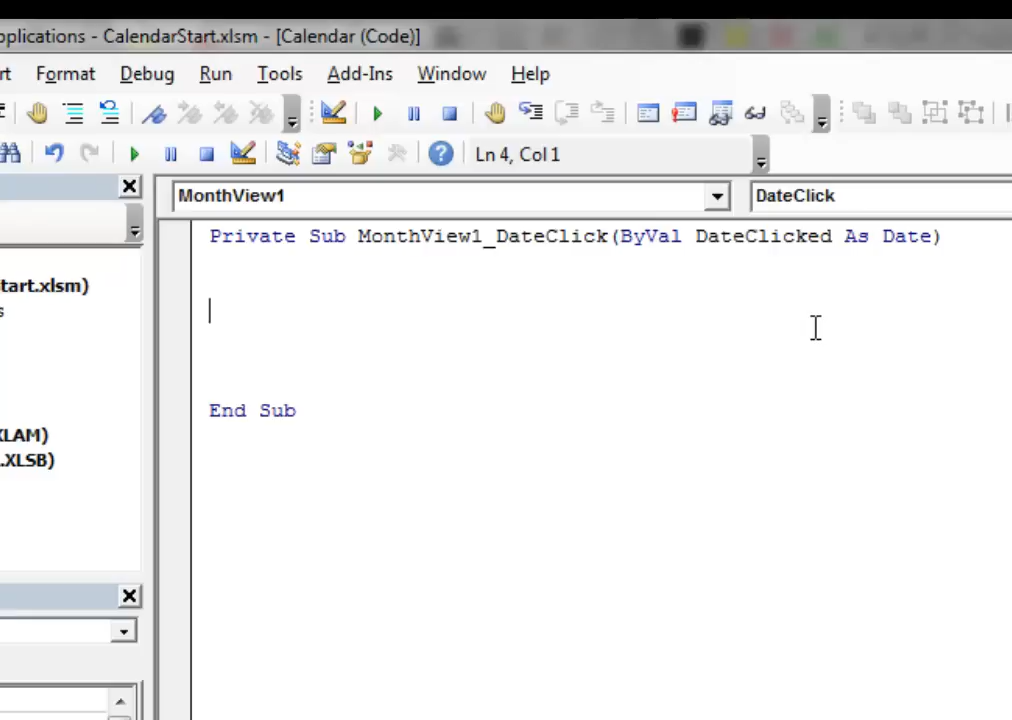 pplications - CalendarStart.xlsm - [Calendar (Code)]
rt Format Debug Run Tools Add-Ins Window Help
Ln 4, Col 1
MonthView1 DateClick
Private Sub MonthView1_DateClick(ByVal DateClicked As Date)
tart.xlsm)
s
End Sub
XLAM)
.XLSB)